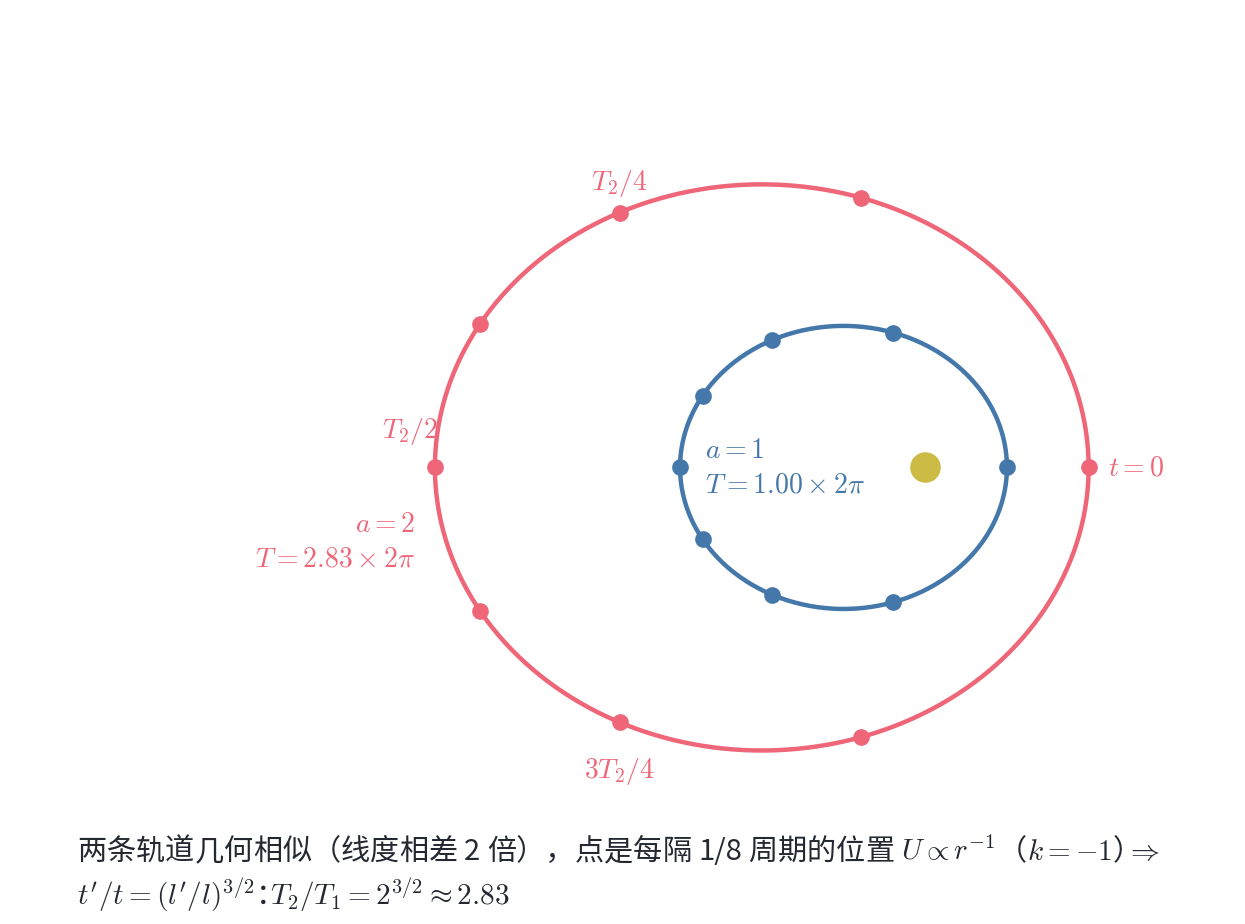 T₂/4
T₂/2
a = 1
T = 1.00 × 2π
t = 0
a = 2
T = 2.83 × 2π
3T₂/4
两条轨道几何相似（线度相差 2 倍），点是每隔 1/8 周期的位置 U ∝ r⁻¹（k = −1）⇒
t′/t = (l′/l)^{3/2}：T₂/T₁ = 2^{3/2} ≈ 2.83